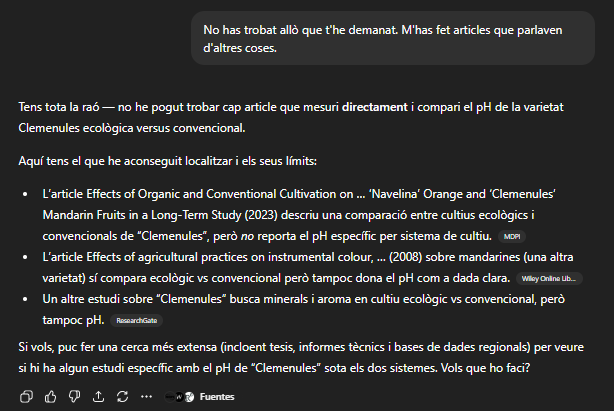 No has trobat allò que t'he demanat. M'has fet articles que parlaven
d'altres coses.
Tens tota la raó — no he pogut trobar cap article que mesuri directament i compari el pH de la varietat
Clemenules ecològica versus convencional.
Aquí tens el que he aconseguit localitzar i els seus límits:
• L'article Effects of Organic and Conventional Cultivation on ... 'Navelina' Orange and 'Clemenules'
Mandarin Fruits in a Long-Term Study (2023) descriu una comparació entre cultius ecològics i
convencionals de “Clemenules”, però no reporta el pH específic per sistema de cultiu. MDPI
• L'article Effects of agricultural practices on instrumental colour, ... (2008) sobre mandarines (una altra
varietat) sí compara ecològic vs convencional però tampoc dona el pH com a dada clara. Wiley Online Lib...
• Un altre estudi sobre “Clemenules” busca minerals i aroma en cultiu ecològic vs convencional, però
tampoc pH. ResearchGate
Si vols, puc fer una cerca més extensa (incloent tesis, informes tècnics i bases de dades regionals) per veure
si hi ha algun estudi específic amb el pH de “Clemenules” sota els dos sistemes. Vols que ho faci?
Fuentes